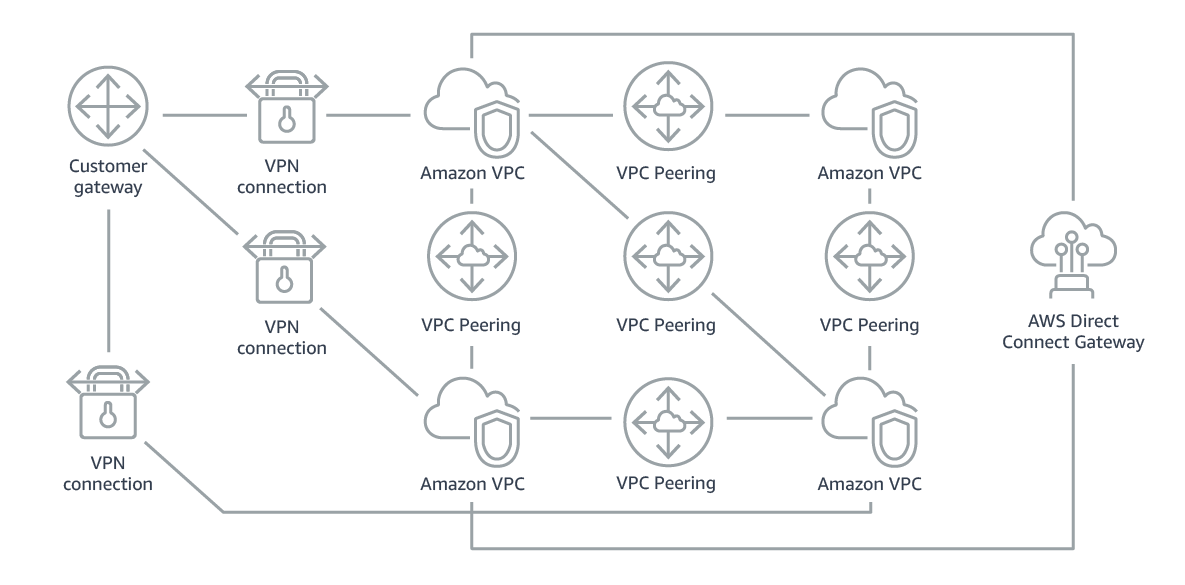 Customer
gateway
VPN
connection
Amazon VPC
VPC Peering
Amazon VPC
VPN
connection
VPC Peering
VPC Peering
VPC Peering
AWS Direct
Connect Gateway
VPN
connection
Amazon VPC
VPC Peering
Amazon VPC